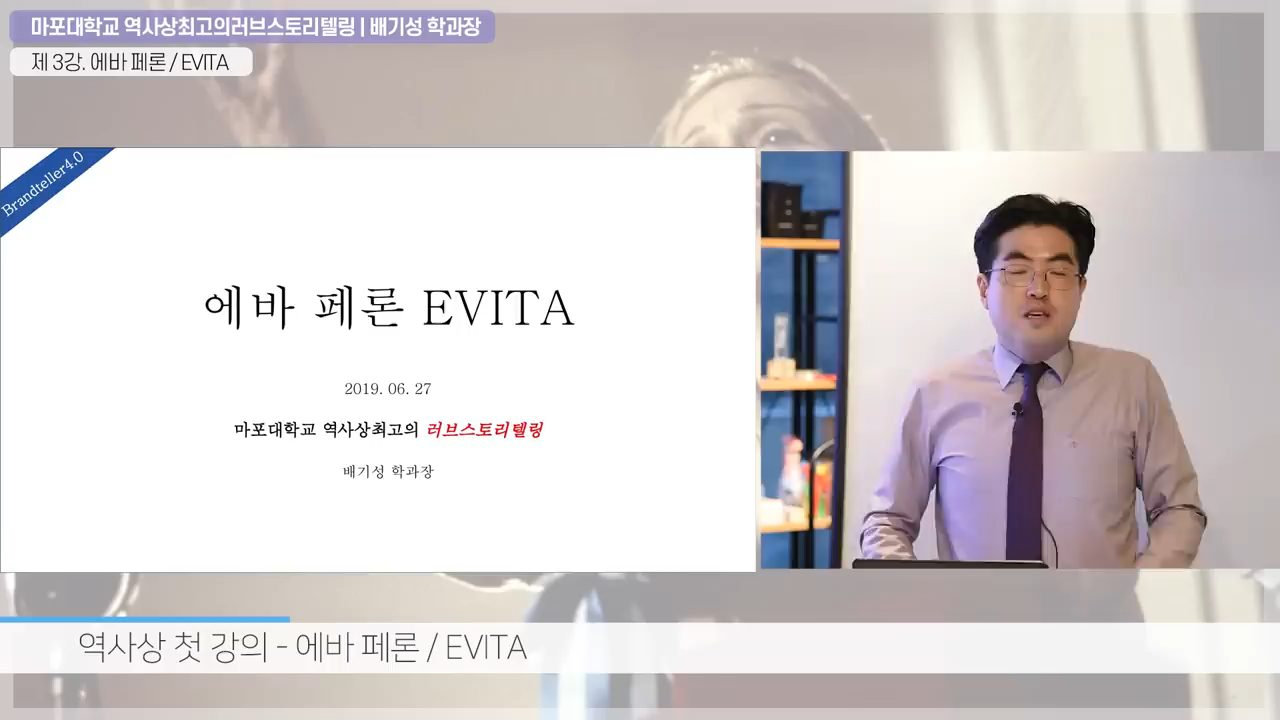 마포대학교 역사상최고의러브스토리텔링 | 배기성 학과장
제 3강. 에바 페론 / EVITA
Brandteller4.0
에바 페론 EVITA
2019. 06. 27
마포대학교 역사상최고의 러브스토리텔링
배기성 학과장
역사상 첫 강의 - 에바 페론 / EVITA